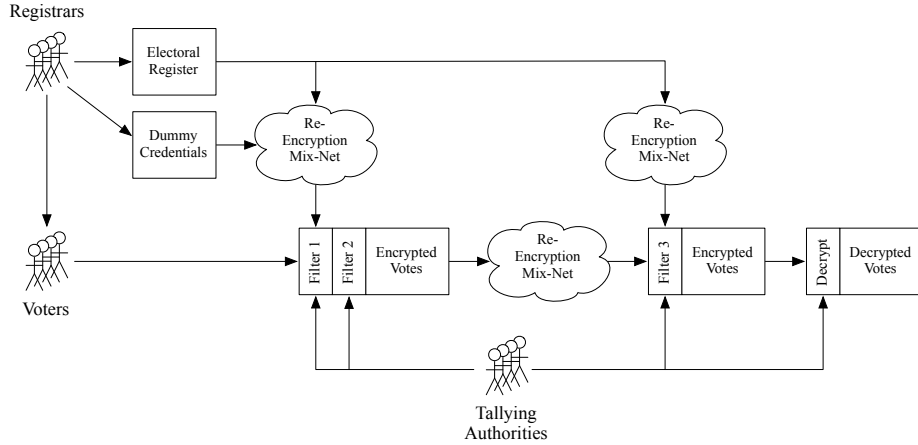 Registrars
Electoral
Register
Dummy
Credentials
Re-
Encryption
Mix-Net
Re-
Encryption
Mix-Net
Voters
Filter 1
Filter 2
Encrypted
Votes
Re-
Encryption
Mix-Net
Filter 3
Encrypted
Votes
Decrypt
Decrypted
Votes
Tallying
Authorities